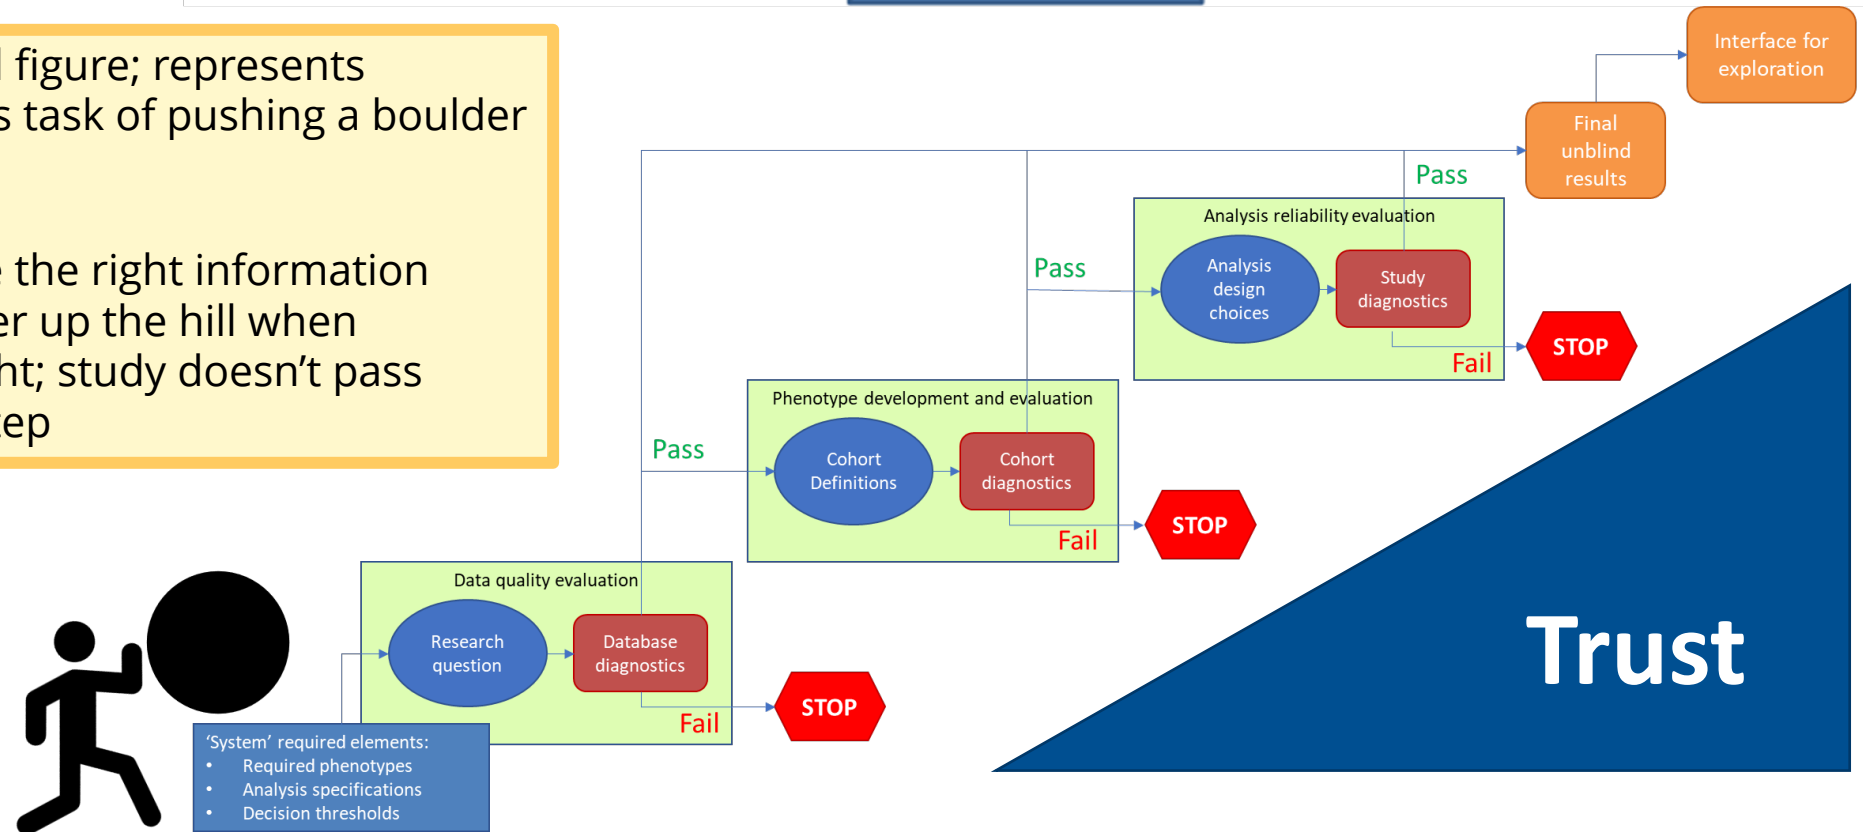 figure; represents
task of pushing a boulder
the right information
up the hill when
study doesn't pass
Interface for
exploration
Final
unblind
results
Pass
Analysis reliability evaluation
Analysis
design
choices
Study
diagnostics
Pass
STOP
Fail
Phenotype development and evaluation
Pass
Cohort
Definitions
Cohort
diagnostics
STOP
Fail
Data quality evaluation
Research
question
Database
diagnostics
STOP
Fail
Trust
‘System’ required elements:
• Required phenotypes
• Analysis specifications
• Decision thresholds